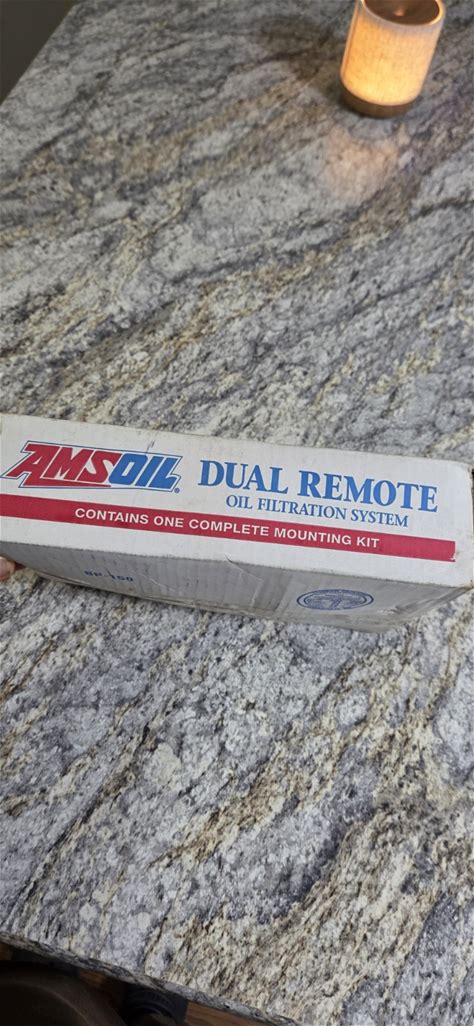 AMSOIL®
DUAL REMOTE
OIL FILTRATION SYSTEM
CONTAINS ONE COMPLETE MOUNTING KIT